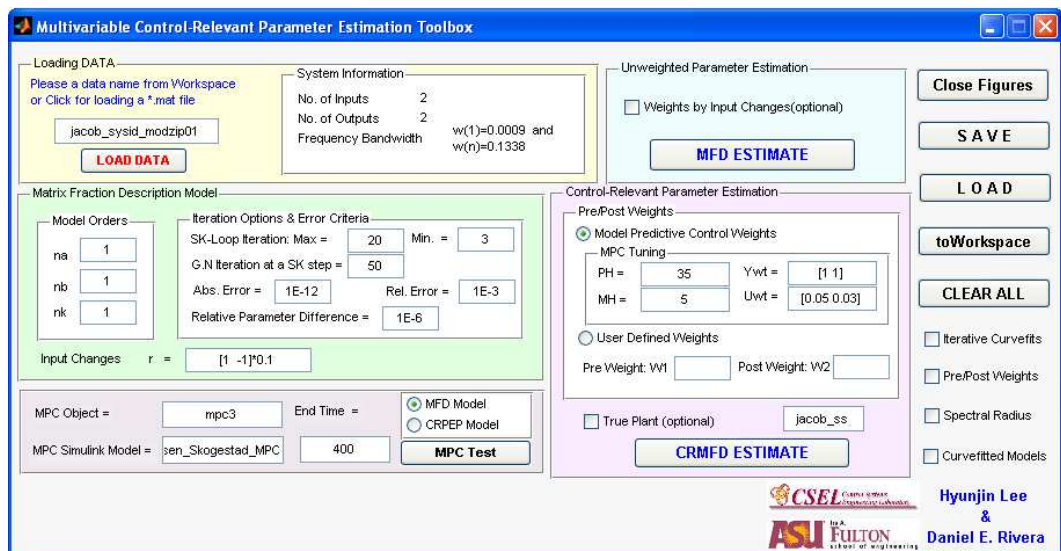 Multivariable Control-Relevant Parameter Estimation Toolbox
Loading DATA
Please a data name from Workspace
or Click for loading a *.mat file
jacob_sysid_modzip01
LOAD DATA
System Information
No. of Inputs 2
No. of Outputs 2
Frequency Bandwidth w(1)=0.0009 and
w(n)=0.1338
Unweighted Parameter Estimation
Weights by Input Changes(optional)
MFD ESTIMATE
Matrix Fraction Description Model
Model Orders
na 1
nb 1
nk 1
Iteration Options & Error Criteria
SK-Loop Iteration: Max = 20 Min. = 3
G.N Iteration at a SK step = 50
Abs. Error = 1E-12 Rel. Error = 1E-3
Relative Parameter Difference = 1E-6
Input Changes r = [1 -1]*0.1
MPC Object = mpc3 End Time =
MPC Simulink Model = sen_Skogestad_MPC 400
MFD Model
CRPEP Model
MPC Test
Control-Relevant Parameter Estimation
Pre/Post Weights
Model Predictive Control Weights
MPC Tuning
PH = 35 Ywt = [1 1]
MH = 5 Uwt = [0.05 0.03]
User Defined Weights
Pre Weight: W1 Post Weight: W2
True Plant (optional) jacob_ss
CRMFD ESTIMATE
Close Figures
S A V E
L O A D
toWorkspace
CLEAR ALL
Iterative Curvefits
Pre/Post Weights
Spectral Radius
Curvefitted Models
CSEL Control Systems Engineering Laboratory
ASU Ira A. FULTON school of engineering
Hyunjin Lee
&
Daniel E. Rivera